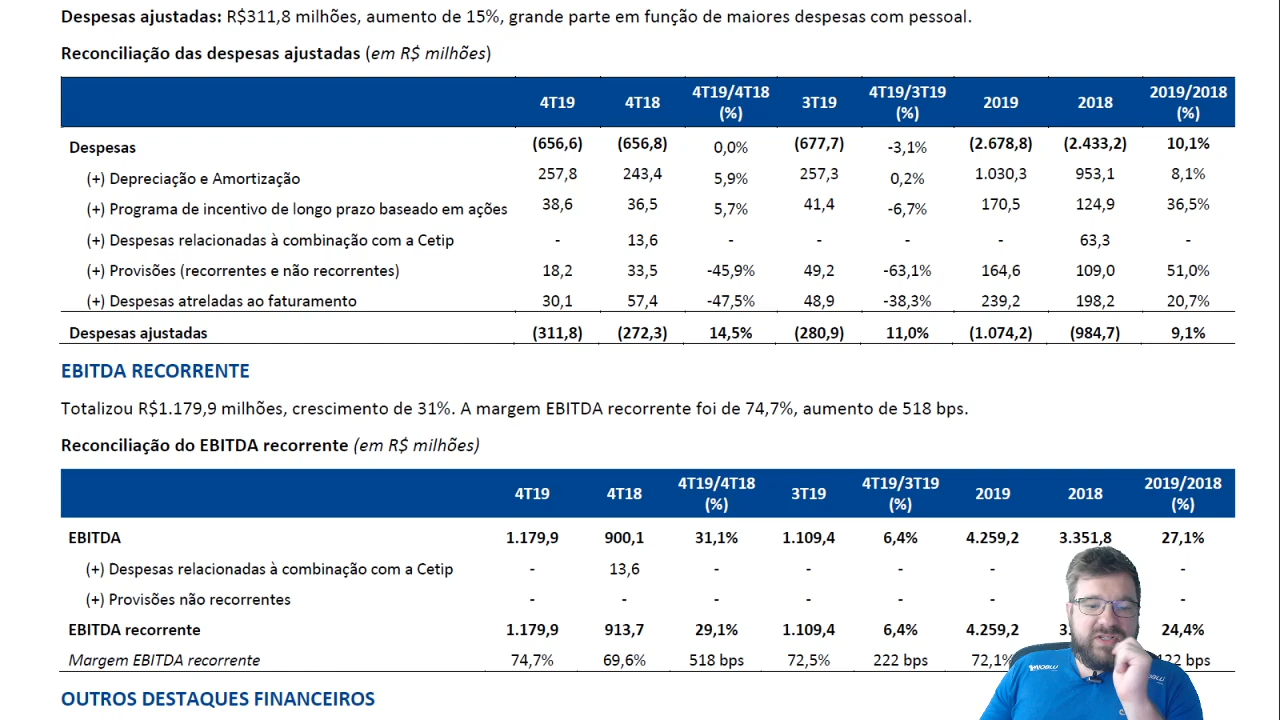 Despesas ajustadas: R$311,8 milhões, aumento de 15%, grande parte em função de maiores despesas com pessoal.
Reconciliação das despesas ajustadas (em R$ milhões)
4T19 4T18 4T19/4T18 (%) 3T19 4T19/3T19 (%) 2019 2018 2019/2018 (%)
Despesas (656,6) (656,8) 0,0% (677,7) -3,1% (2.678,8) (2.433,2) 10,1%
(+) Depreciação e Amortização 257,8 243,4 5,9% 257,3 0,2% 1.030,3 953,1 8,1%
(+) Programa de incentivo de longo prazo baseado em ações 38,6 36,5 5,7% 41,4 -6,7% 170,5 124,9 36,5%
(+) Despesas relacionadas à combinação com a Cetip - 13,6 - - - - 63,3 -
(+) Provisões (recorrentes e não recorrentes) 18,2 33,5 -45,9% 49,2 -63,1% 164,6 109,0 51,0%
(+) Despesas atreladas ao faturamento 30,1 57,4 -47,5% 48,9 -38,3% 239,2 198,2 20,7%
Despesas ajustadas (311,8) (272,3) 14,5% (280,9) 11,0% (1.074,2) (984,7) 9,1%
EBITDA RECORRENTE
Totalizou R$1.179,9 milhões, crescimento de 31%. A margem EBITDA recorrente foi de 74,7%, aumento de 518 bps.
Reconciliação do EBITDA recorrente (em R$ milhões)
4T19 4T18 4T19/4T18 (%) 3T19 4T19/3T19 (%) 2019 2018 2019/2018 (%)
EBITDA 1.179,9 900,1 31,1% 1.109,4 6,4% 4.259,2 3.351,8 27,1%
(+) Despesas relacionadas à combinação com a Cetip - 13,6 - - - - -
(+) Provisões não recorrentes - - - - - - -
EBITDA recorrente 1.179,9 913,7 29,1% 1.109,4 6,4% 4.259,2 24,4%
Margem EBITDA recorrente 74,7% 69,6% 518 bps 72,5% 222 bps 72,1% bps
OUTROS DESTAQUES FINANCEIROS